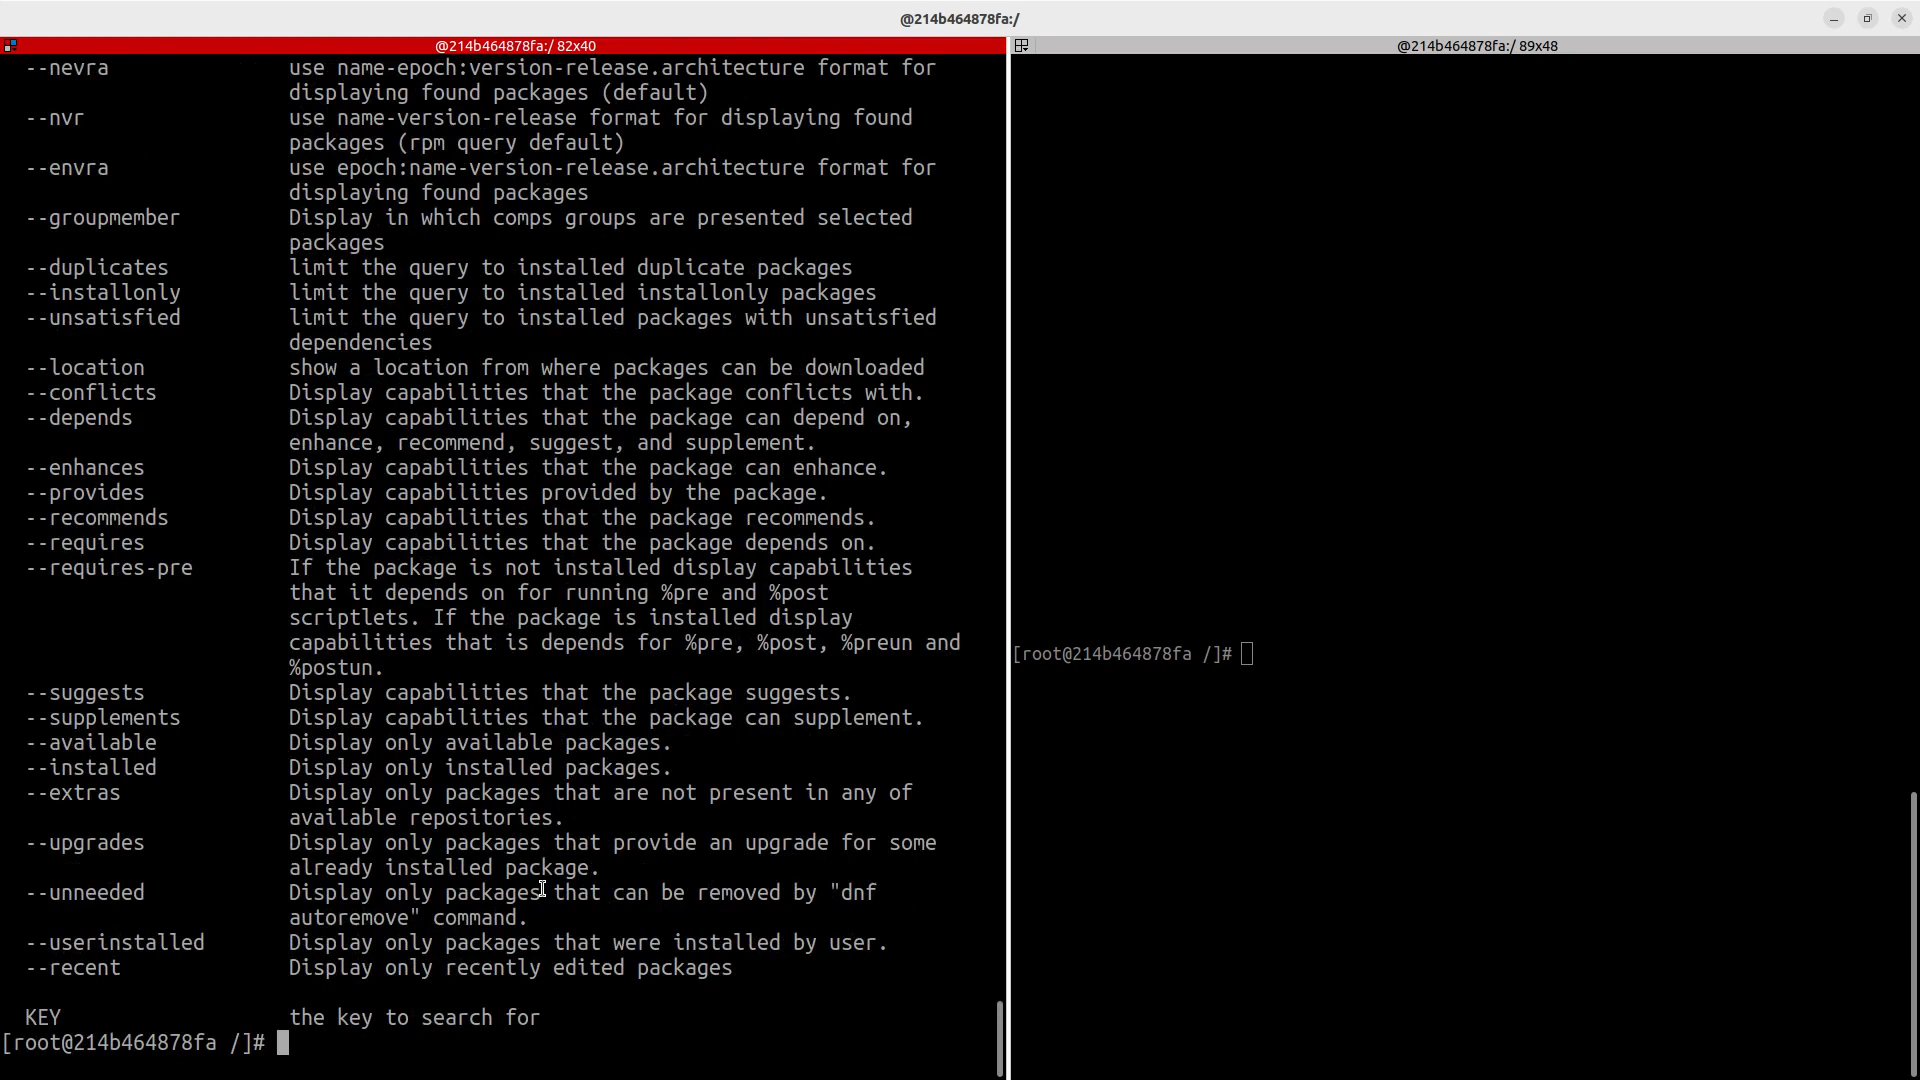 @214b464878fa:/
@214b464878fa:/ 82x40
@214b464878fa:/ 89x48
--nevra use name-epoch:version-release.architecture format for
displaying found packages (default)
--nvr use name-version-release format for displaying found
packages (rpm query default)
--envra use epoch:name-version-release.architecture format for
displaying found packages
--groupmember Display in which comps groups are presented selected
packages
--duplicates limit the query to installed duplicate packages
--installonly limit the query to installed installonly packages
--unsatisfied limit the query to installed packages with unsatisfied
dependencies
--location show a location from where packages can be downloaded
--conflicts Display capabilities that the package conflicts with.
--depends Display capabilities that the package can depend on,
enhance, recommend, suggest, and supplement.
--enhances Display capabilities that the package can enhance.
--provides Display capabilities provided by the package.
--recommends Display capabilities that the package recommends.
--requires Display capabilities that the package depends on.
--requires-pre If the package is not installed display capabilities
that it depends on for running %pre and %post
scriptlets. If the package is installed display
capabilities that is depends for %pre, %post, %preun and
%postun.
--suggests Display capabilities that the package suggests.
--supplements Display capabilities that the package can supplement.
--available Display only available packages.
--installed Display only installed packages.
--extras Display only packages that are not present in any of
available repositories.
--upgrades Display only packages that provide an upgrade for some
already installed package.
--unneeded Display only packages that can be removed by "dnf
autoremove" command.
--userinstalled Display only packages that were installed by user.
--recent Display only recently edited packages
KEY the key to search for
[root@214b464878fa /]#
[root@214b464878fa /]#